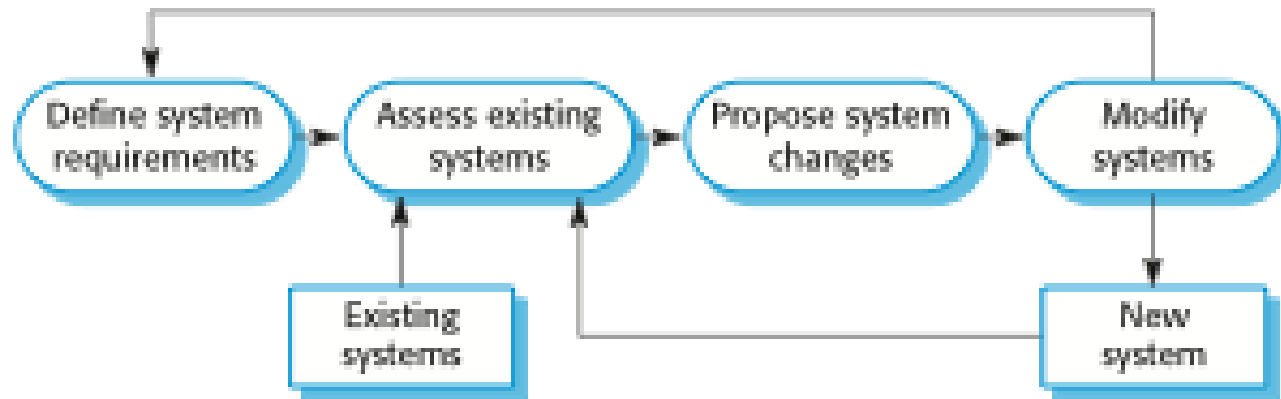 Define system
requirements
Assess existing
systems
Propose system
changes
Modify
systems
Existing
systems
New
system